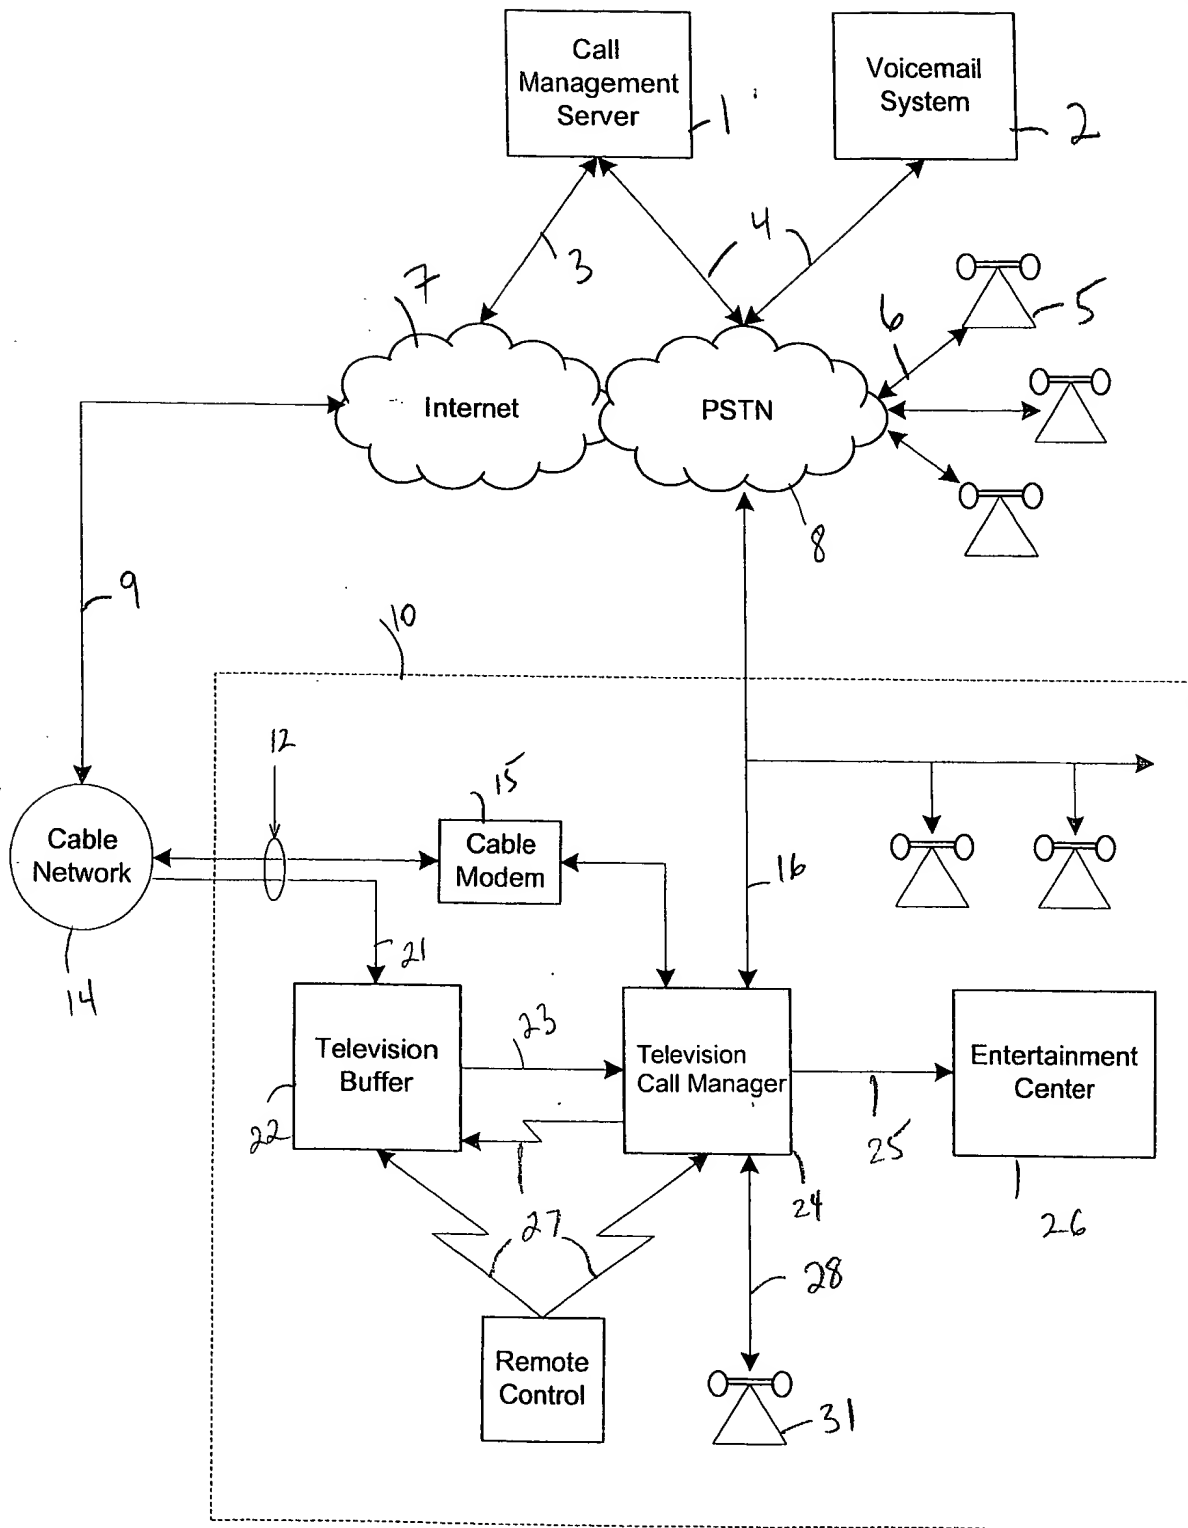 Call
Management
Server
1
Voicemail
System
2
3
4
5
6
7
Internet
PSTN
8
9
10
12
15
Cable
Network
Cable
Modem
16
14
21
23
Television
Buffer
Television
Call Manager
Entertainment
Center
22
25
24
26
27
28
Remote
Control
31